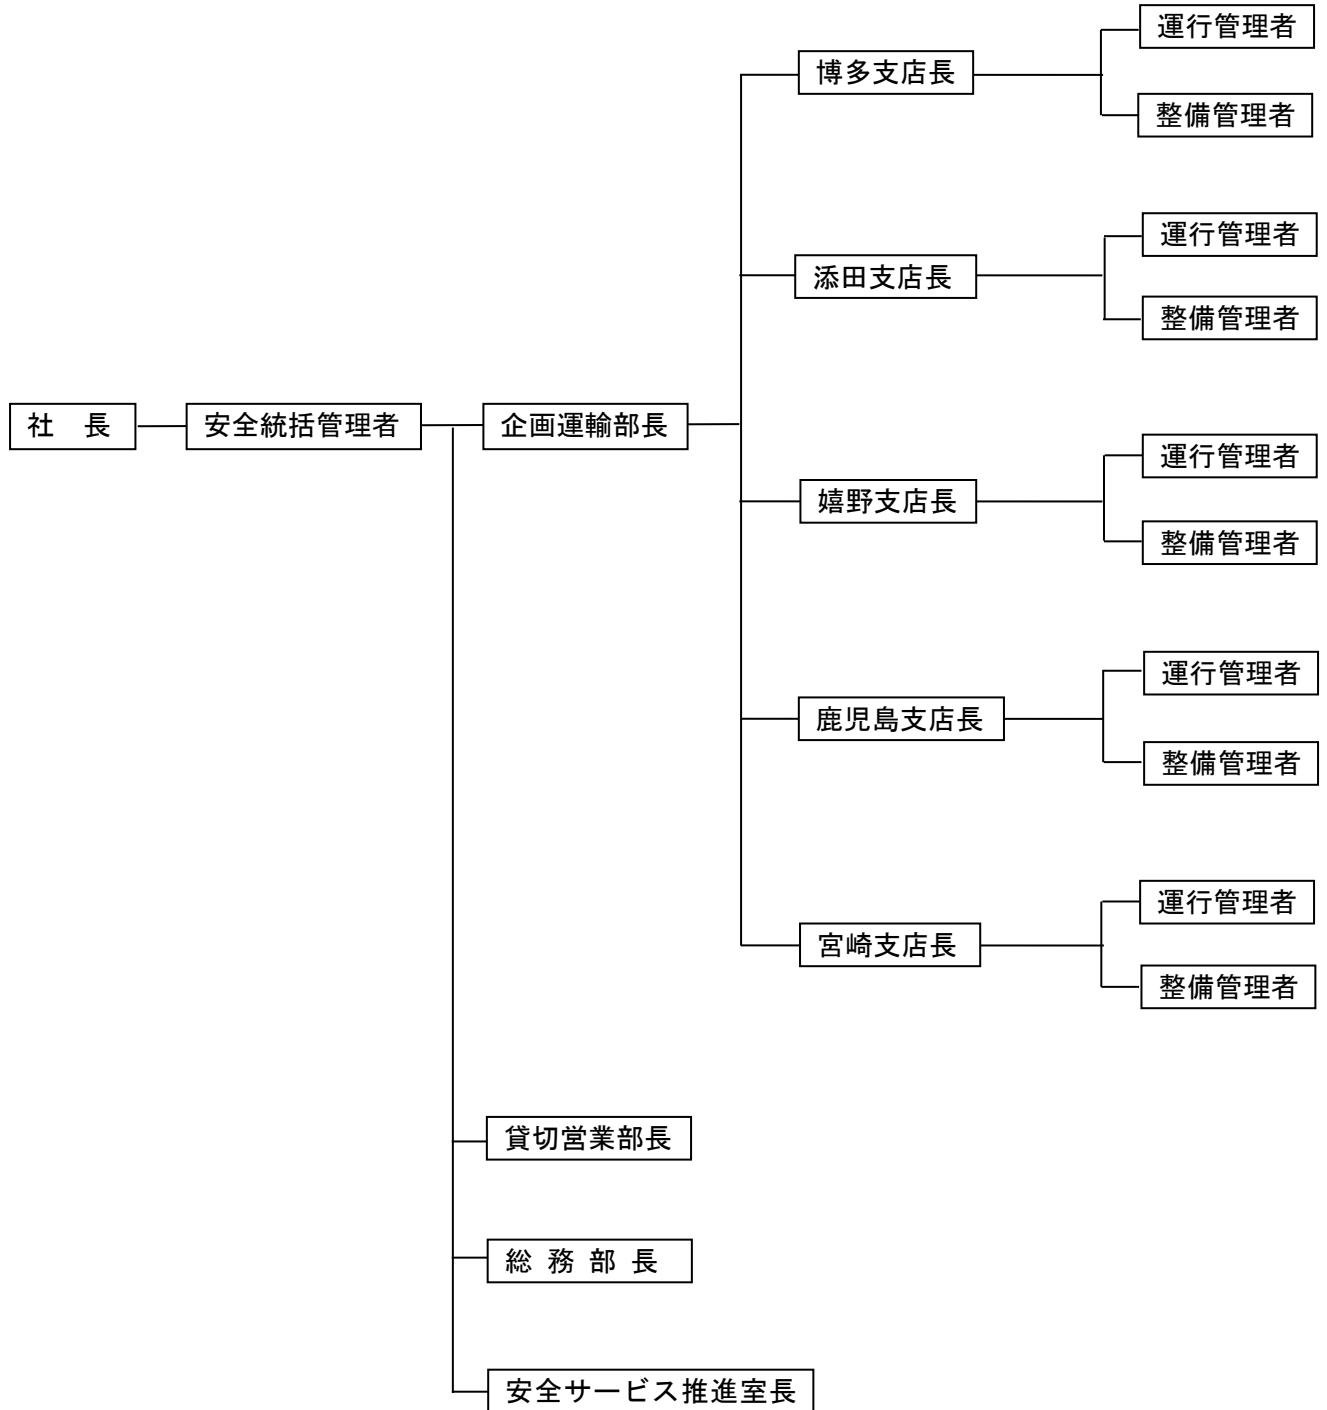 社　長
安全統括管理者
企画運輸部長
博多支店長
運行管理者
整備管理者
添田支店長
運行管理者
整備管理者
嬉野支店長
運行管理者
整備管理者
鹿児島支店長
運行管理者
整備管理者
宮崎支店長
運行管理者
整備管理者
貸切営業部長
総 務 部 長
安全サービス推進室長